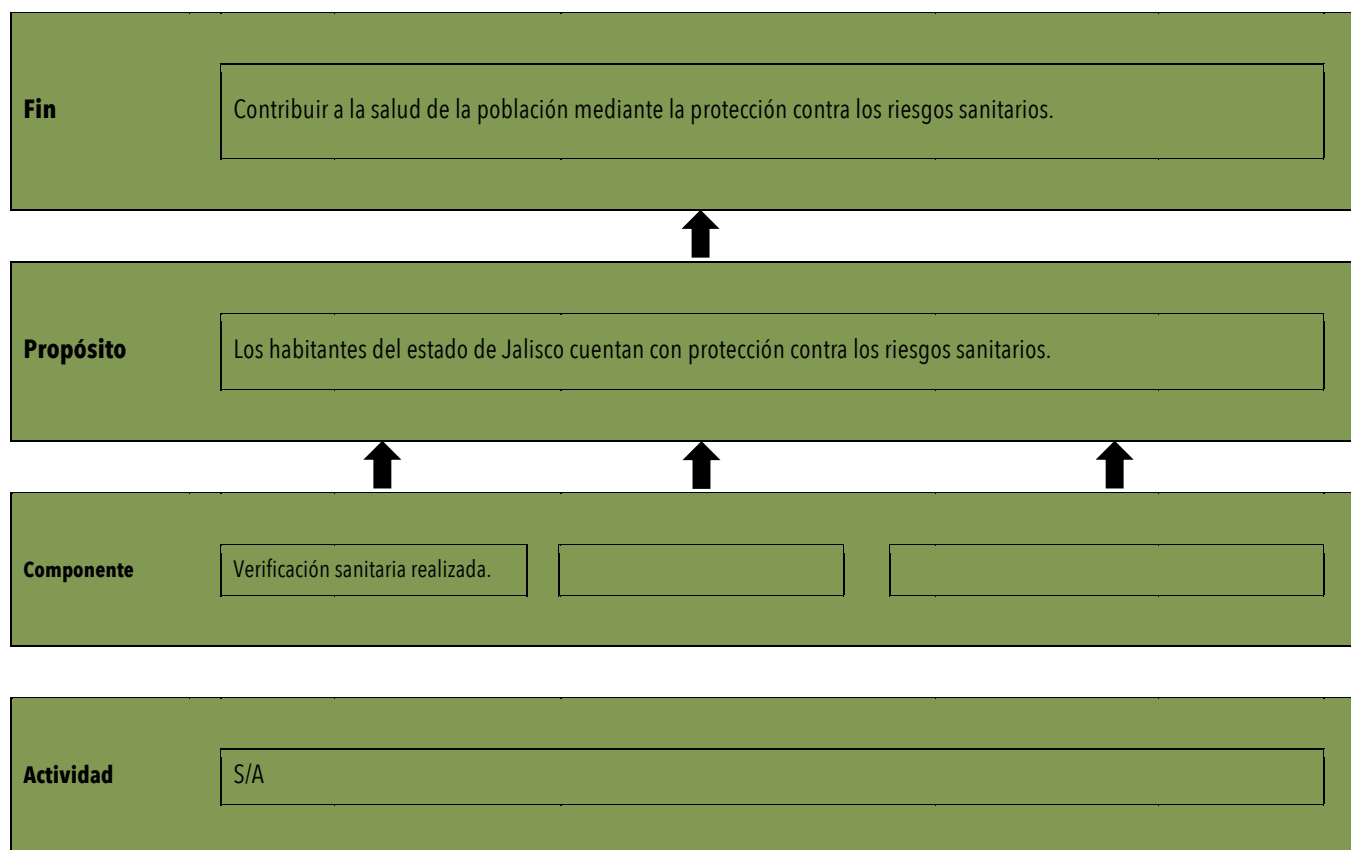 Fin
Contribuir a la salud de la población mediante la protección contra los riesgos sanitarios.
Propósito
Los habitantes del estado de Jalisco cuentan con protección contra los riesgos sanitarios.
Componente
Verificación sanitaria realizada.
Actividad
S/A